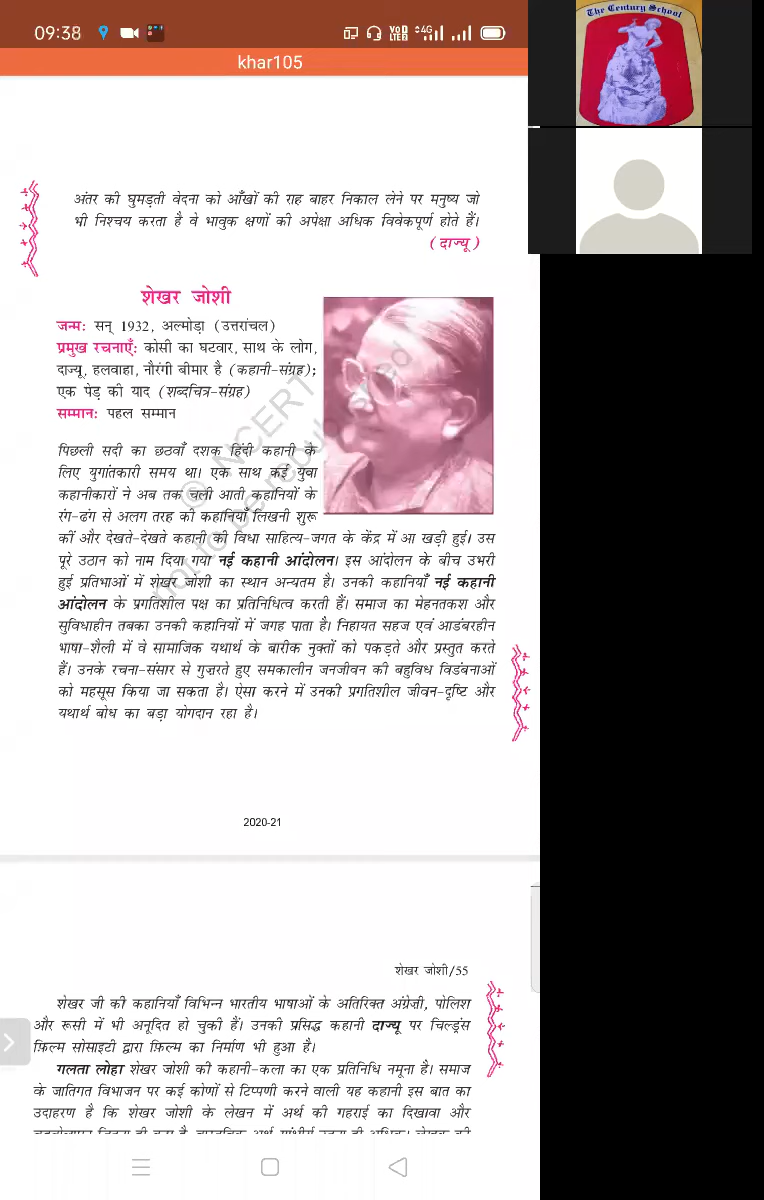 09:38
VoD LTE2
4G
khar105
The Century School
अंतर की घुमड़ती वेदना को आँखों की राह बाहर निकाल लेने पर मनुष्य जो
भी निश्चय करता है वे भावुक क्षणों की अपेक्षा अधिक विवेकपूर्ण होते हैं।
(दाज्यू)
शेखर जोशी
जन्म: सन् 1932, अल्मोड़ा (उत्तरांचल)
प्रमुख रचनाएँ: कोसी का घटवार, साथ के लोग,
दाज्यू, हलवाहा, नौरंगी बीमार है (कहानी-संग्रह);
एक पेड़ की याद (शब्दचित्र-संग्रह)
सम्मान: पहल सम्मान
पिछली सदी का छठवाँ दशक हिंदी कहानी के
लिए युगांतकारी समय था। एक साथ कई युवा
कहानीकारों ने अब तक चली आती कहानियों के
रंग-ढंग से अलग तरह की कहानियाँ लिखनी शुरू
कीं और देखते-देखते कहानी की विधा साहित्य-जगत के केंद्र में आ खड़ी हुई। उस
पूरे उठान को नाम दिया गया नई कहानी आंदोलन। इस आंदोलन के बीच उभरी
हुई प्रतिभाओं में शेखर जोशी का स्थान अन्यतम है। उनकी कहानियाँ नई कहानी
आंदोलन के प्रगतिशील पक्ष का प्रतिनिधित्व करती हैं। समाज का मेहनतकश और
सुविधाहीन तबका उनकी कहानियों में जगह पाता है। निहायत सहज एवं आडंबरहीन
भाषा-शैली में वे सामाजिक यथार्थ के बारीक नुक्तों को पकड़ते और प्रस्तुत करते
हैं। उनके रचना-संसार से गुज़रते हुए समकालीन जनजीवन की बहुविध विडंबनाओं
को महसूस किया जा सकता है। ऐसा करने में उनकी प्रगतिशील जीवन-दृष्टि और
यथार्थ बोध का बड़ा योगदान रहा है।
© NCERT
not to be republished
2020-21
शेखर जोशी/55
शेखर जी की कहानियाँ विभिन्न भारतीय भाषाओं के अतिरिक्त अंग्रेज़ी, पोलिश
और रूसी में भी अनूदित हो चुकी हैं। उनकी प्रसिद्ध कहानी दाज्यू पर चिल्ड्रंस
फ़िल्म सोसाइटी द्वारा फ़िल्म का निर्माण भी हुआ है।
गलता लोहा शेखर जोशी की कहानी-कला का एक प्रतिनिधि नमूना है। समाज
के जातिगत विभाजन पर कई कोणों से टिप्पणी करने वाली यह कहानी इस बात का
उदाहरण है कि शेखर जोशी के लेखन में अर्थ की गहराई का दिखावा और